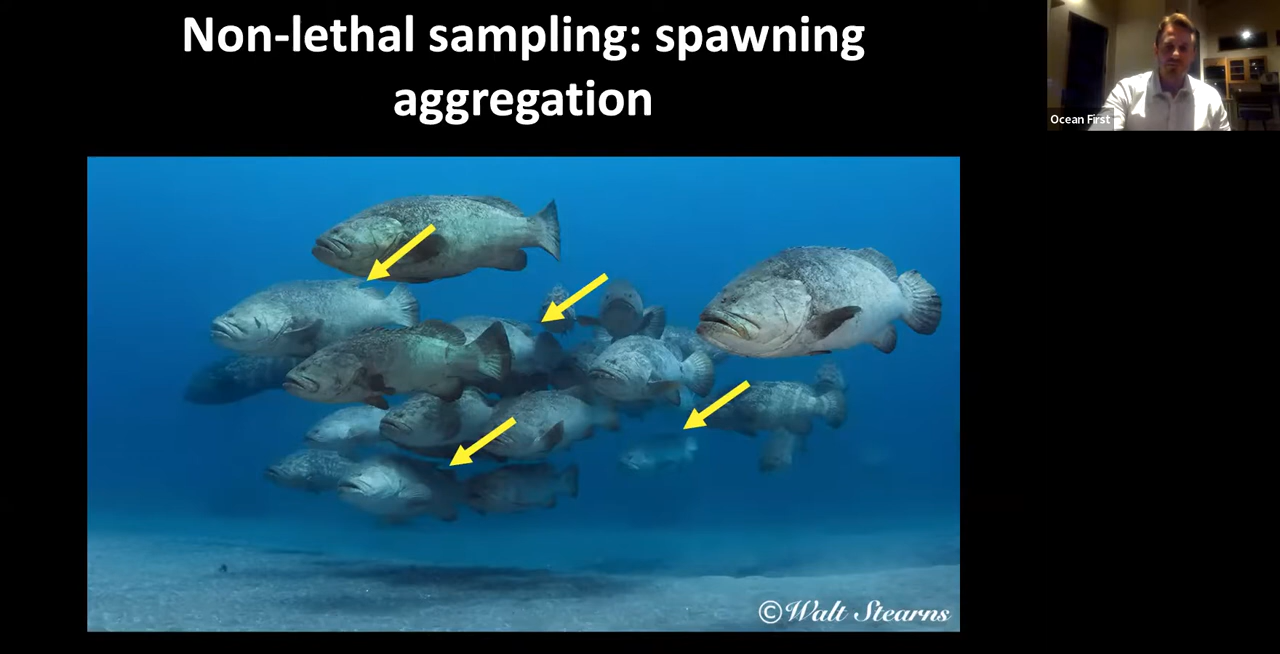 Non-lethal sampling: spawning
aggregation
Ocean First
©Walt Stearns